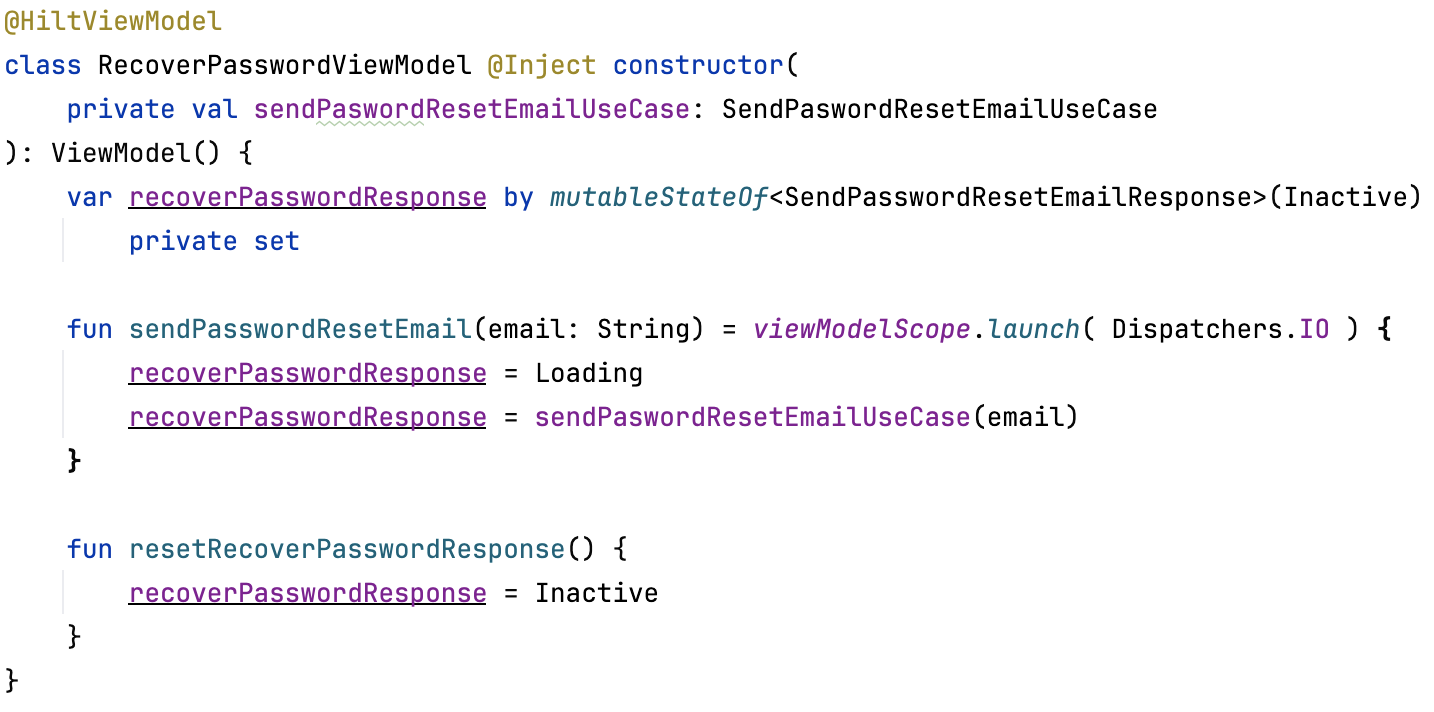 @HiltViewModel
class RecoverPasswordViewModel @Inject constructor(
    private val sendPaswordResetEmailUseCase: SendPaswordResetEmailUseCase
): ViewModel() {
    var recoverPasswordResponse by mutableStateOf<SendPasswordResetEmailResponse>(Inactive)
        private set

    fun sendPasswordResetEmail(email: String) = viewModelScope.launch( Dispatchers.IO ) {
        recoverPasswordResponse = Loading
        recoverPasswordResponse = sendPaswordResetEmailUseCase(email)
    }

    fun resetRecoverPasswordResponse() {
        recoverPasswordResponse = Inactive
    }
}